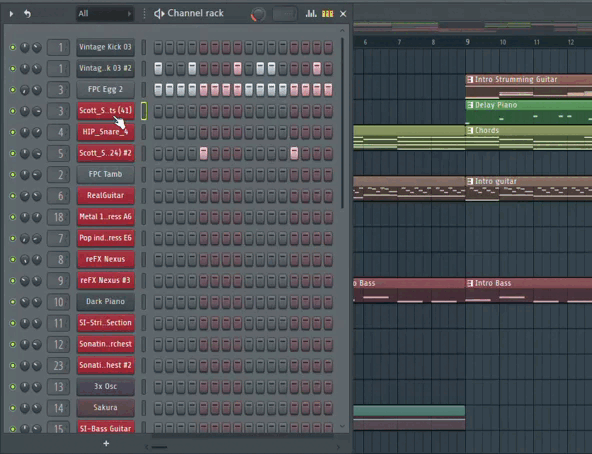 All
Channel rack
1 Vintage Kick 03
1 Vintag..k 03 #2
3 FPC Egg 2
3 Scott_S..ts (41)
4 HIP_Snare_4
5 Scott_S..24) #2
2 FPC Tamb
6 RealGuitar
18 Metal 1..ress A6
7 Pop ind..ress E6
8 reFX Nexus
9 reFX Nexus #3
10 Dark Piano
11 SI-Stri..Section
12 Sonatin..rchest
23 Sonati..hest #2
13 3x Osc
14 Sakura
15 SI-Bass Guitar
+
6 7 8 9 10 11 12
Intro Strumming Guitar
Delay Piano
Chords
Intro guitar
o Bass
Intro Bass